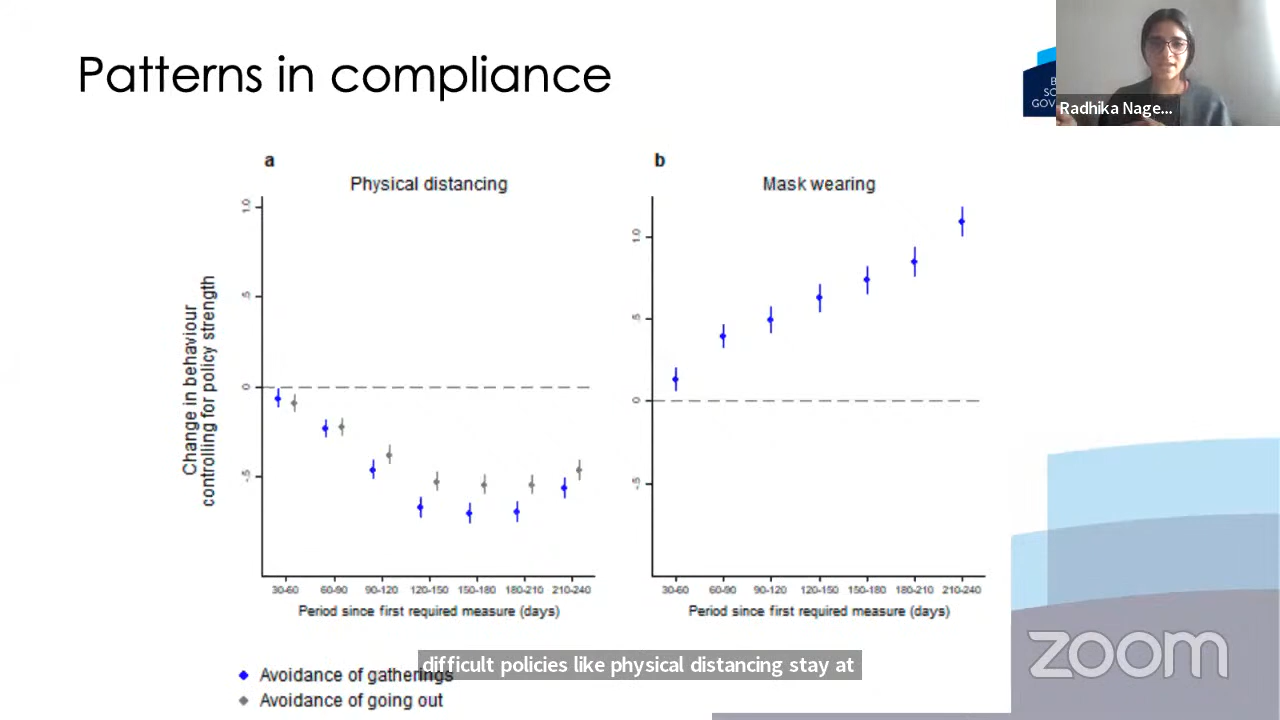 Patterns in compliance
Radhika Nage...
a
Physical distancing
b
Mask wearing
Change in behaviour
controlling for policy strength
1.0
.5
0
-.5
1.0
.5
0
-.5
30-60 60-90 90-120 120-150 150-180 180-210 210-240
Period since first required measure (days)
30-60 60-90 90-120 120-150 150-180 180-210 210-240
Period since first required measure (days)
Avoidance of gatherings
Avoidance of going out
difficult policies like physical distancing stay at
zoom